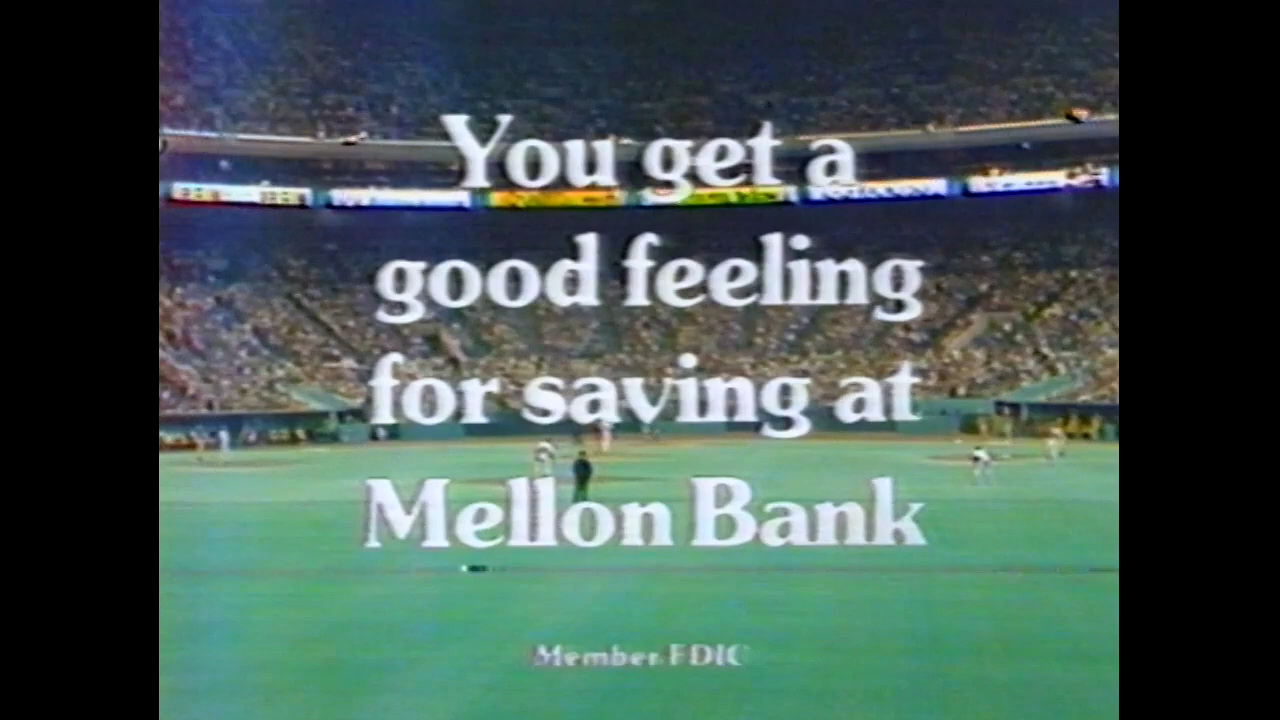 You get a
good feeling
for saving at
Mellon Bank
Member FDIC